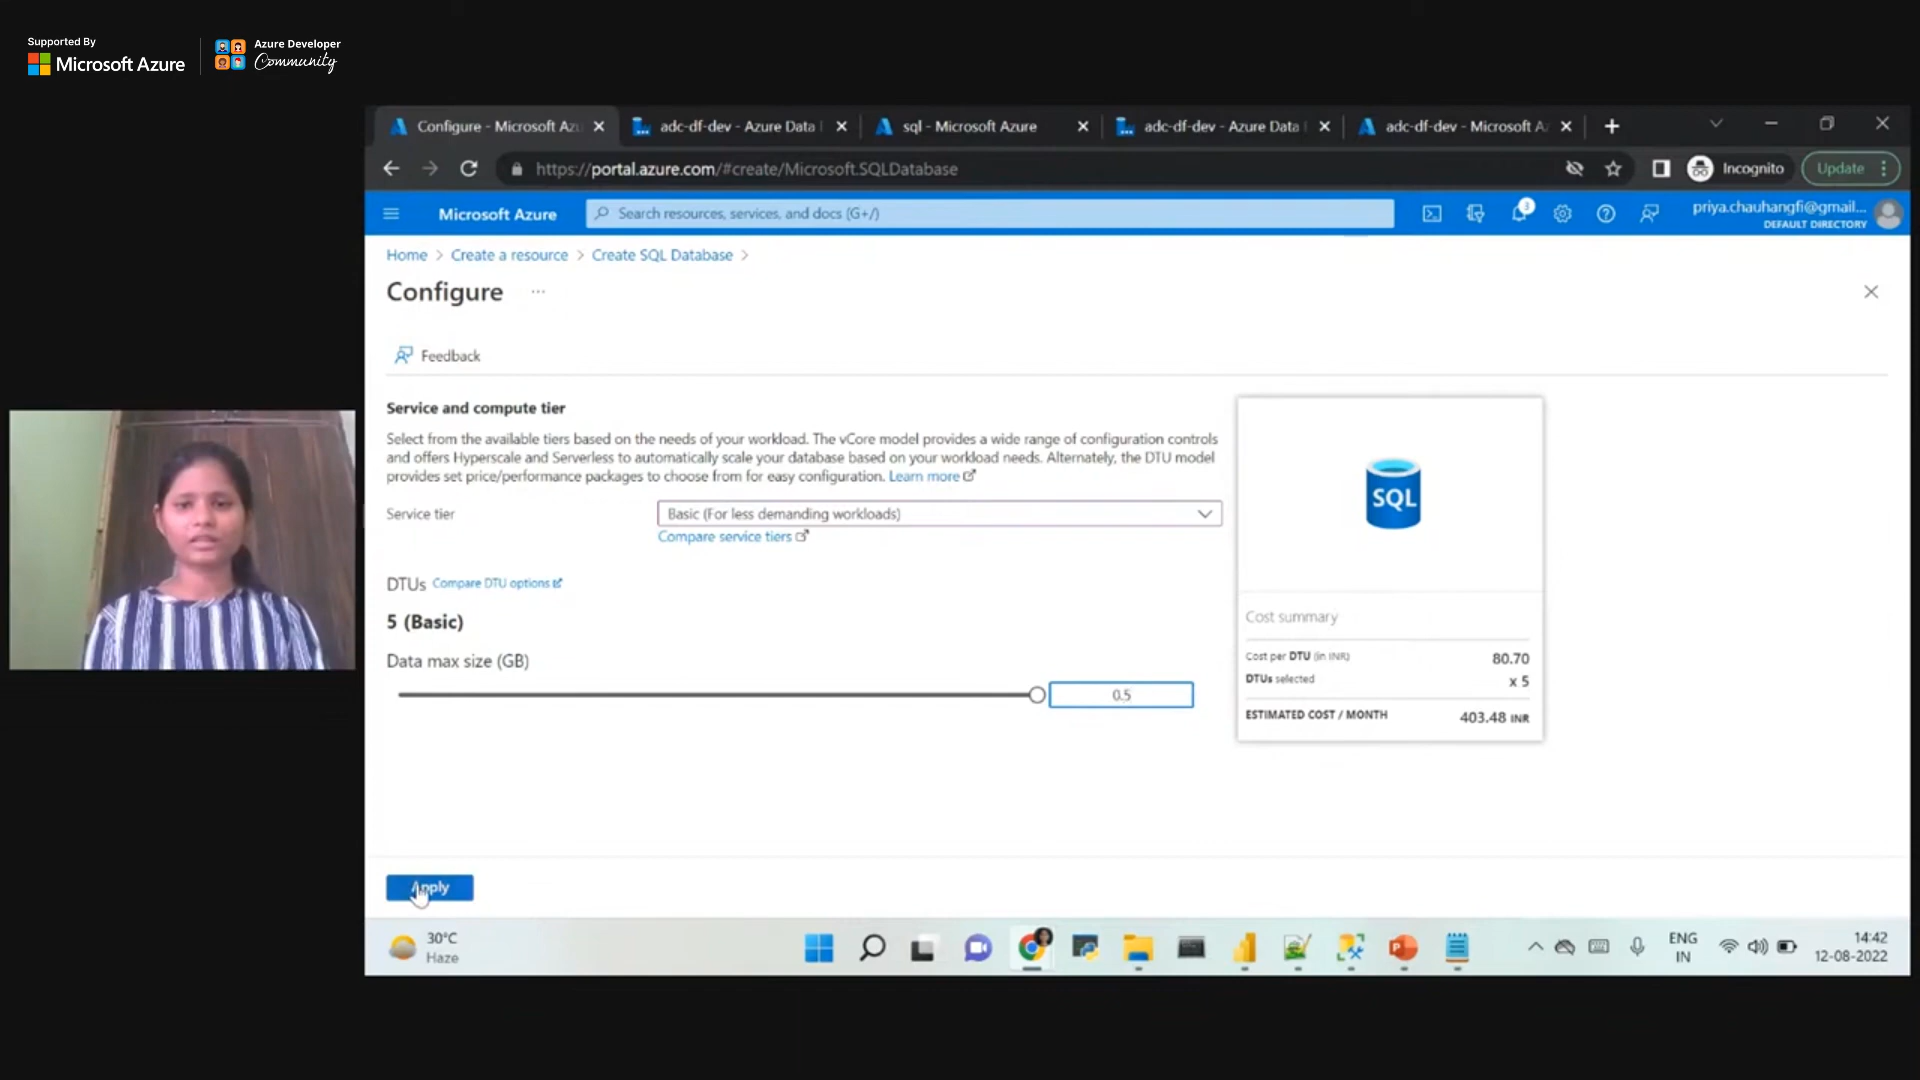 Supported By
Microsoft Azure
Azure Developer
Community
Configure - Microsoft Az
adc-df-dev - Azure Data
sql - Microsoft Azure
adc-df-dev - Azure Data
adc-df-dev - Microsoft A
https://portal.azure.com/#create/Microsoft.SQLDatabase
Incognito
Update
Microsoft Azure
Search resources, services, and docs (G+/)
priya.chauhangfi@gmail...
DEFAULT DIRECTORY
Home > Create a resource > Create SQL Database >
Configure ...
Feedback
Service and compute tier
Select from the available tiers based on the needs of your workload. The vCore model provides a wide range of configuration controls
and offers Hyperscale and Serverless to automatically scale your database based on your workload needs. Alternately, the DTU model
provides set price/performance packages to choose from for easy configuration. Learn more
Service tier
Basic (For less demanding workloads)
Compare service tiers
DTUs Compare DTU options
5 (Basic)
Data max size (GB)
0.5
SQL
Cost summary
Cost per DTU (in INR) 80.70
DTUs selected x 5
ESTIMATED COST / MONTH 403.48 INR
Apply
30°C
Haze
ENG
IN
14:42
12-08-2022